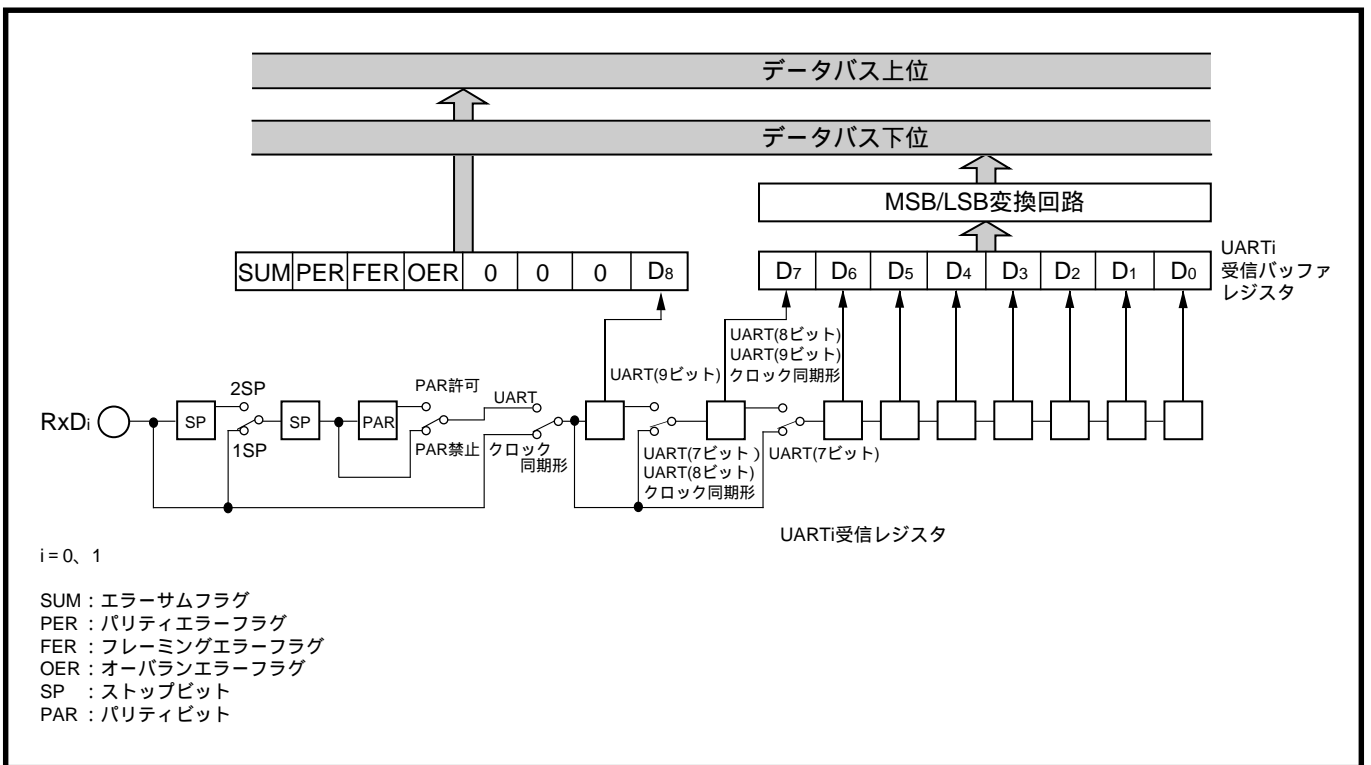 データバス上位
データバス下位
MSB/LSB変換回路
SUM PER FER OER 0 0 0 D8
D7 D6 D5 D4 D3 D2 D1 D0
UARTi
受信バッファ
レジスタ
UART(8ビット)
UART(9ビット)
クロック同期形
UART(9ビット)
PAR許可
UART
2SP
RxDi
SP
SP
PAR
1SP
PAR禁止
クロック
同期形
UART(7ビット)
UART(8ビット)
クロック同期形
UART(7ビット)
UARTi受信レジスタ
i = 0、1
SUM : エラーサムフラグ
PER : パリティエラーフラグ
FER : フレーミングエラーフラグ
OER : オーバランエラーフラグ
SP : ストップビット
PAR : パリティビット